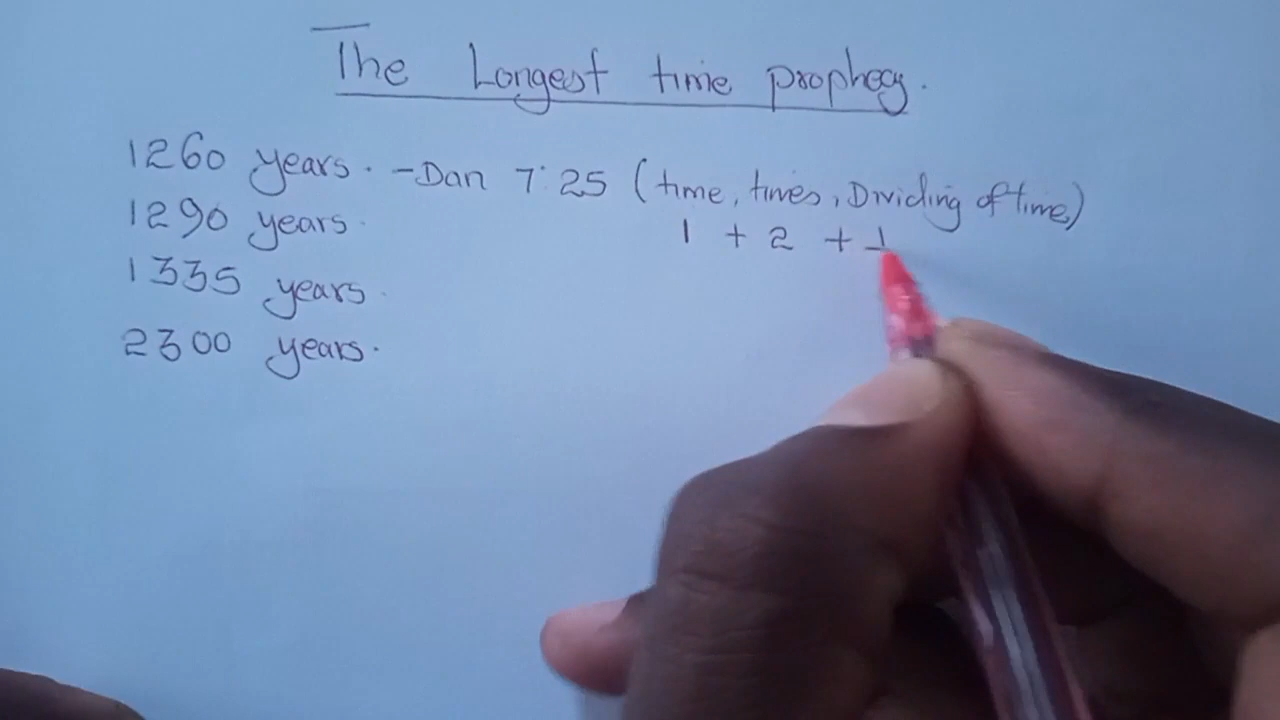 The Longest time prophecy.
1260 years. - Dan 7:25 (time, times, Dividing of time)
1 + 2 + 1
1290 years.
1335 years.
2300 years.